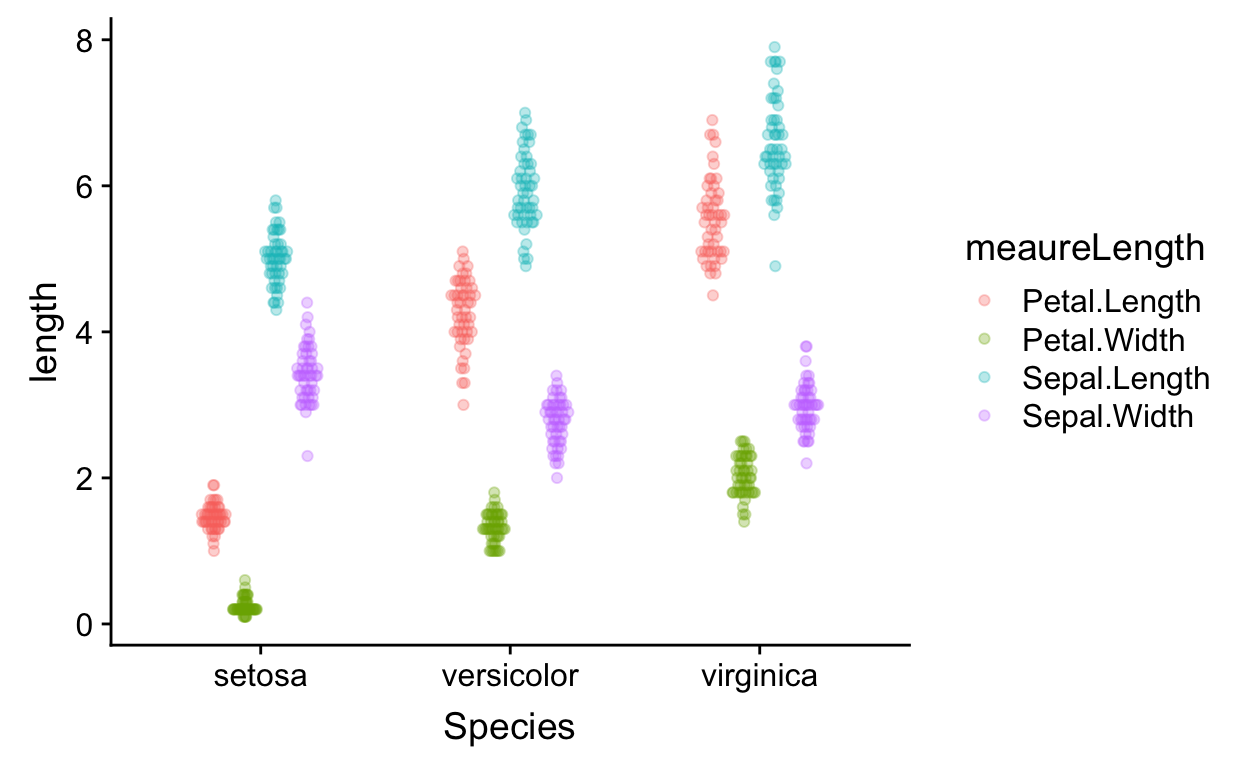 8
6
4
2
0
length
setosa
versicolor
virginica
Species
meaureLength
Petal.Length
Petal.Width
Sepal.Length
Sepal.Width